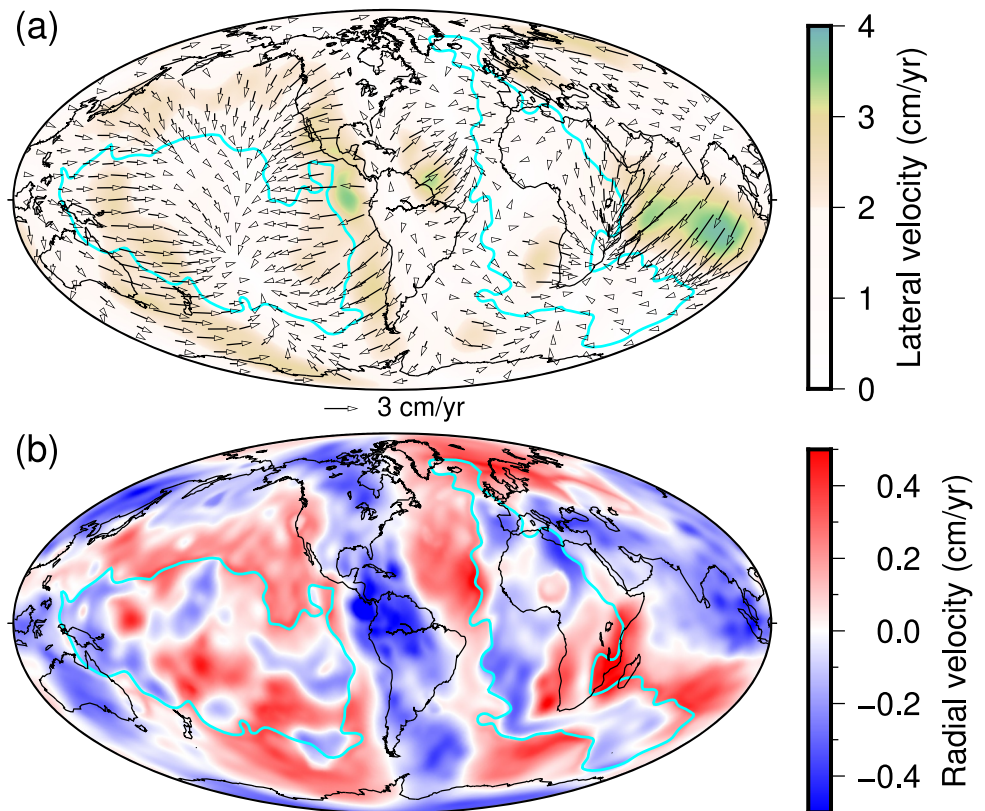 (a)
4
3
2
1
0
Lateral velocity (cm/yr)
3 cm/yr
(b)
0.4
0.2
0.0
−0.2
−0.4
Radial velocity (cm/yr)